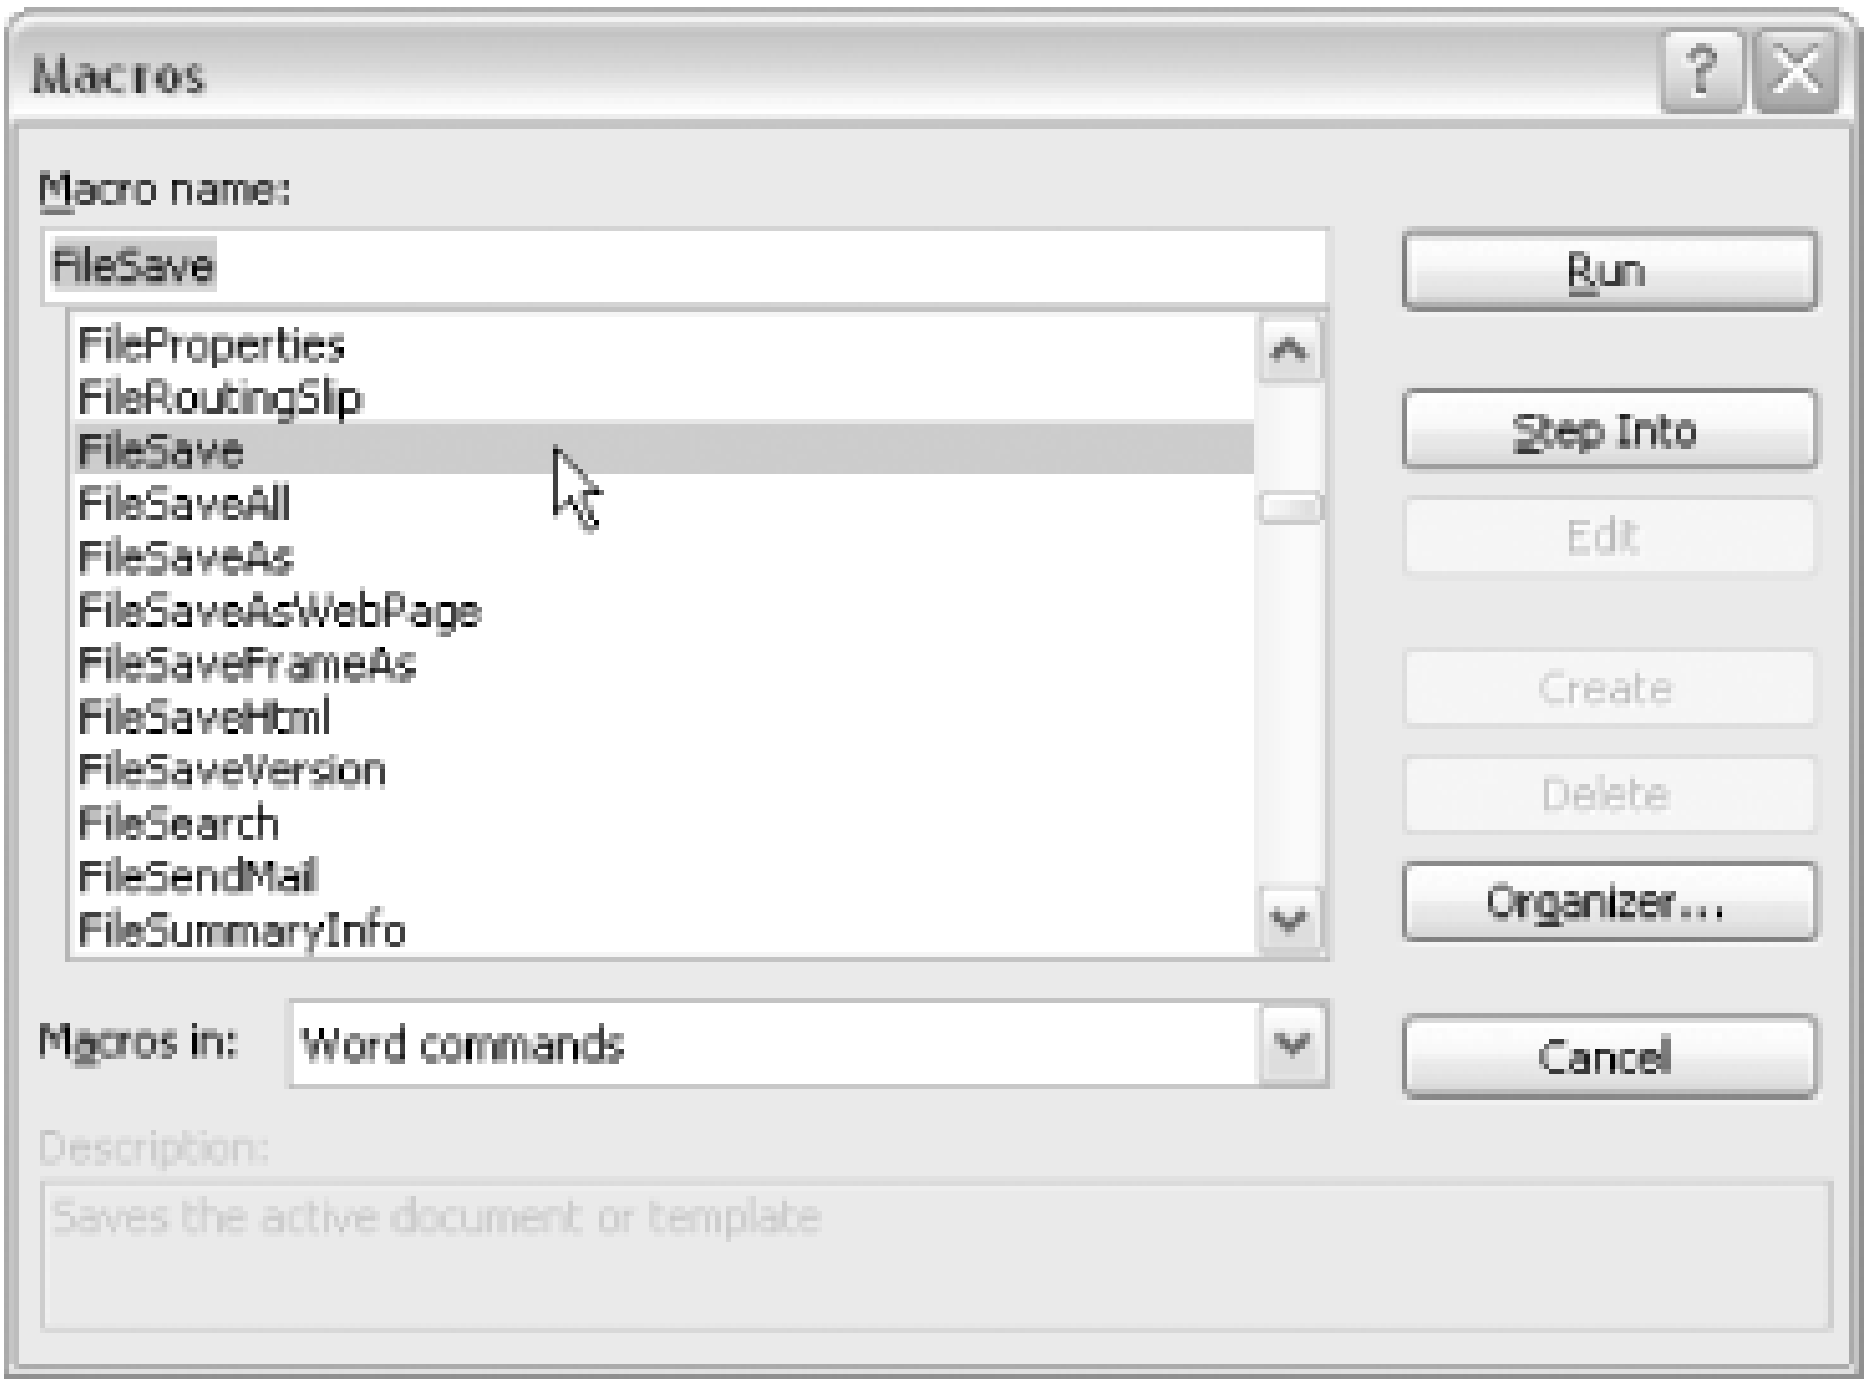 Macros
Macro name:
FileSave
FileProperties
FileRoutingSlip
FileSave
FileSaveAll
FileSaveAs
FileSaveAsWebPage
FileSaveFrameAs
FileSaveHtml
FileSaveVersion
FileSearch
FileSendMail
FileSummaryInfo
Run
Step Into
Edit
Create
Delete
Organizer...
Macros in:
Word commands
Cancel
Description:
Saves the active document or template